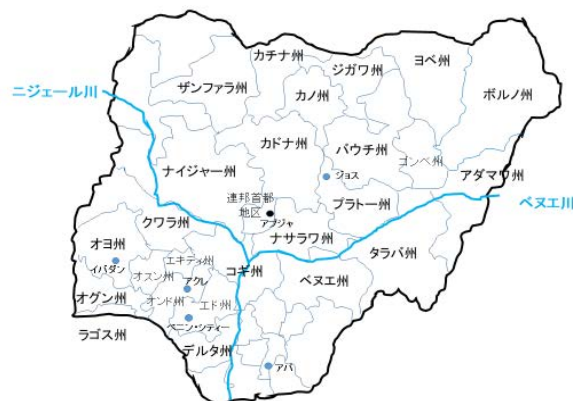 カチナ州
ジガワ州
ヨベ州
ザンファラ州
カノ州
ボルノ州
ニジェール川
カドナ州
バウチ州
ゴンベ州
ナイジャー州
ジョス
アダマワ州
連邦首都
地区
アブジャ
プラトー州
ベヌエ川
クワラ州
ナサラワ州
タラバ州
オヨ州
イバダン
エキティ州
コギ州
ベヌエ州
オスン州
アクレ
オグン州
オンド州
エド州
ベニン・シティー
ラゴス州
デルタ州
アバ